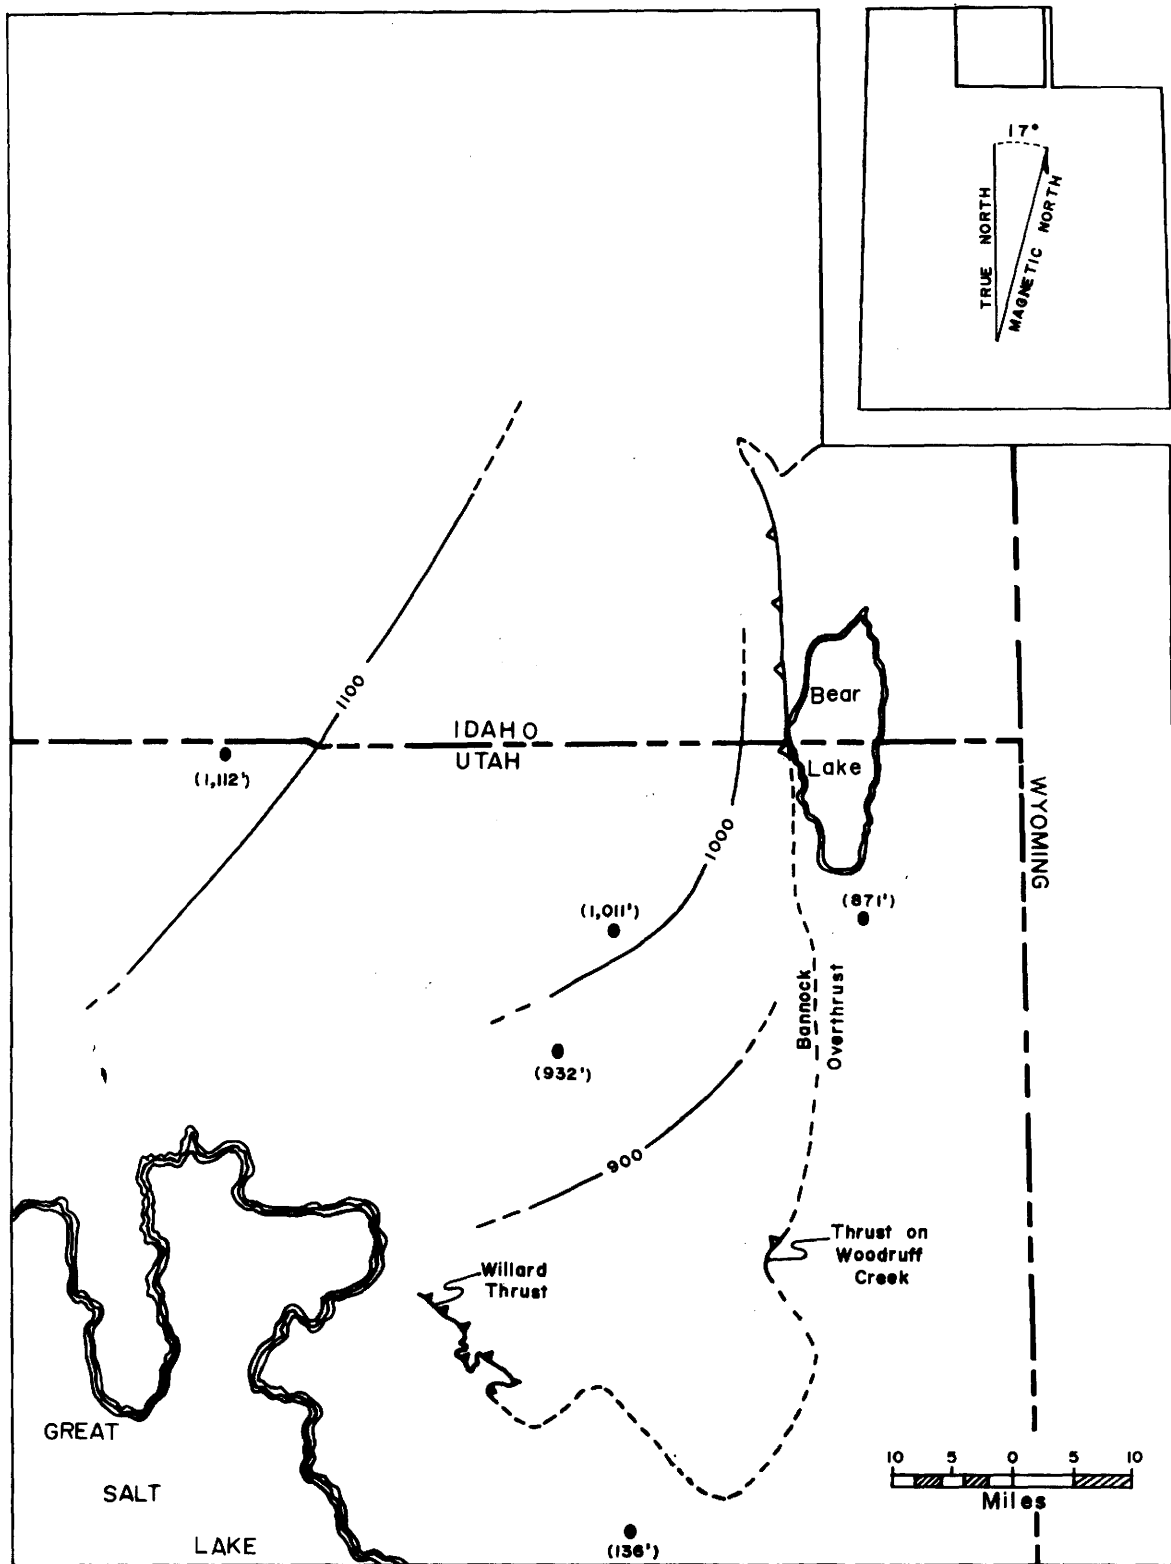 17°
TRUE NORTH
MAGNETIC NORTH
1100
IDAHO
UTAH
(1,112')
Bear
Lake
WYOMING
1000
(1,011')
(871')
Bannock
Overthrust
(932')
900
Thrust on
Woodruff
Creek
Willard
Thrust
GREAT
SALT
LAKE
10 5 0 5 10
Miles
(136')